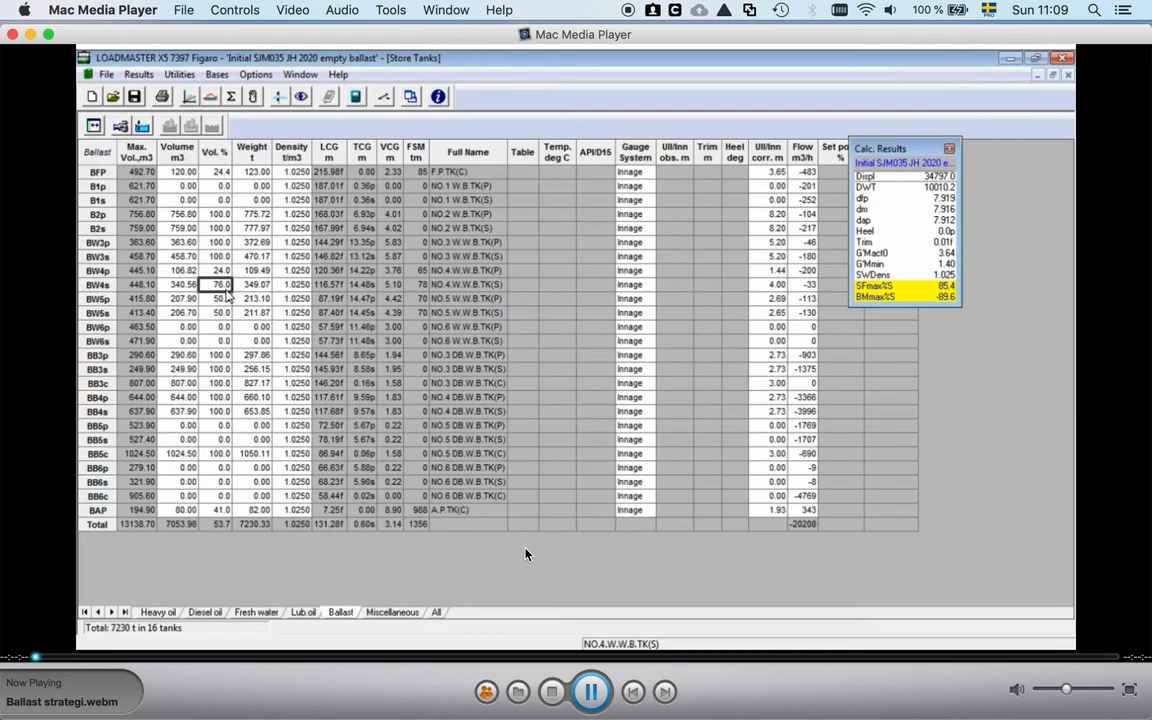 Mac Media Player File Controls Video Audio Tools Window Help 100 % Sun 11:09
Mac Media Player
LOADMASTER X5 7397 Figaro - 'Initial SJM035 JH 2020 empty ballast' - [Store Tanks]
File Results Utilities Bases Options Window Help
Ballast Max. Vol.,m3 Volume m3 Vol. % Weight t Density t/m3 LCG m TCG m VCG m FSM tm Full Name Table Temp. deg C API/D15 Gauge System Ull/Inn obs. m Trim m Heel deg Ull/Inn corr. m Flow m3/h Set po %
BFP 492.70 120.00 24.4 123.00 1.0250 215.98f 0.00 2.33 85 F.P.TK(C) Innage 3.65 -483
B1p 621.70 0.00 0.0 0.00 1.0250 187.01f 0.36p 0.00 0 NO.1 W.W.B.TK(P) Innage 0.00 -201
B1s 621.70 0.00 0.0 0.00 1.0250 187.01f 0.36s 0.00 0 NO.1 W.W.B.TK(S) Innage 0.00 -252
B2p 756.80 756.80 100.0 775.72 1.0250 168.03f 6.93p 4.01 0 NO.2 W.W.B.TK(P) Innage 8.20 -104
B2s 759.00 759.00 100.0 777.97 1.0250 167.99f 6.94s 4.02 0 NO.2 W.B.TK(S) Innage 8.20 -217
BW3p 363.60 363.60 100.0 372.69 1.0250 144.29f 13.35p 5.83 0 NO.3 W.W.B.TK(P) Innage 5.20 -46
BW3s 458.70 458.70 100.0 470.17 1.0250 146.82f 13.12s 5.87 0 NO.3 W.W.B.TK(S) Innage 5.20 -180
BW4p 445.10 106.82 24.0 109.49 1.0250 120.36f 14.22p 3.76 65 NO.4 W.W.B.TK(P) Innage 1.44 -200
BW4s 448.10 340.56 76.0 349.07 1.0250 116.57f 14.48s 5.10 78 NO.4.W.W.B.TK(S) Innage 4.00 -33
BW5p 415.80 207.90 50. 213.10 1.0250 87.19f 14.47p 4.42 70 NO.5 W.W.B.TK(P) Innage 2.69 -113
BW5s 413.40 206.70 50.0 211.87 1.0250 87.40f 14.45s 4.39 70 NO.5 W.W.B.TK(S) Innage 2.65 -130
BW6p 463.50 0.00 0.0 0.00 1.0250 57.59f 11.46p 3.00 0 NO.6 W.W.B.TK(P) Innage 0.00 0
BW6s 471.90 0.00 0.0 0.00 1.0250 57.73f 11.48s 3.00 0 NO.6 W.W.B.TK(S) Innage 0.00 0
BB3p 290.60 290.60 100.0 297.86 1.0250 144.56f 8.65p 1.94 0 NO.3 DB.W.B.TK(P) Innage 2.73 -903
BB3s 249.90 249.90 100.0 256.15 1.0250 145.93f 8.58s 1.95 0 NO.3 DB.W.B.TK(S) Innage 2.73 -1375
BB3c 807.00 807.00 100.0 827.17 1.0250 146.20f 0.16s 1.58 0 NO.3 DB.W.B.TK(C) Innage 3.00 0
BB4p 644.00 644.00 100.0 660.10 1.0250 117.61f 9.59p 1.83 0 NO.4 DB.W.B.TK(P) Innage 2.73 -3366
BB4s 637.90 637.90 100.0 653.85 1.0250 117.68f 9.57s 1.83 0 NO.4 DB.W.B.TK(S) Innage 2.73 -3996
BB5p 523.90 0.00 0.0 0.00 1.0250 72.50f 5.67p 0.22 0 NO.5 DB.W.B.TK(P) Innage 0.00 -1769
BB5s 527.40 0.00 0.0 0.00 1.0250 78.19f 5.67s 0.22 0 NO.5 DB.W.B.TK(S) Innage 0.00 -1707
BB5c 1024.50 1024.50 100.0 1050.11 1.0250 86.94f 0.06p 1.58 0 NO.5 DB.W.B.TK(C) Innage 3.00 -690
BB6p 279.10 0.00 0.0 0.00 1.0250 66.23f 5.88p 0.22 0 NO.6 DB.W.B.TK(P) Innage 0.00 -9
BB6s 321.90 0.00 0.0 0.00 1.0250 68.23f 5.90s 0.22 0 NO.6 DB.W.B.TK(S) Innage 0.00 -8
BB6c 905.60 0.00 0.0 0.00 1.0250 58.44f 0.02s 0.00 0 NO.6 DB.W.B.TK(C) Innage 0.00 -4769
BAP 194.90 80.00 41.0 82.00 1.0250 7.25f 0.00 8.90 988 A.P.TK(C) Innage 1.93 343
Total 13138.70 7053.98 53.7 7230.33 1.0250 131.28f 0.60s 3.14 1356 -20208
Calc. Results
Initial SJM035 JH 2020 e...
Displ 34797.0
DWT 10010.2
dfp 7.919
dm 7.916
dap 7.912
Heel 0.0p
Trim 0.01f
G'Mact0 3.64
G'Mmin 1.40
SWDens 1.025
SFmax%S 85.4
BMmax%S -89.6
Heavy oil Diesel oil Fresh water Lub.oil Ballast Miscellaneous All
Total: 7230 t in 16 tanks
NO.4.W.W.B.TK(S)
--:--:-- --:--:--
Now Playing
Ballast strategi.webm